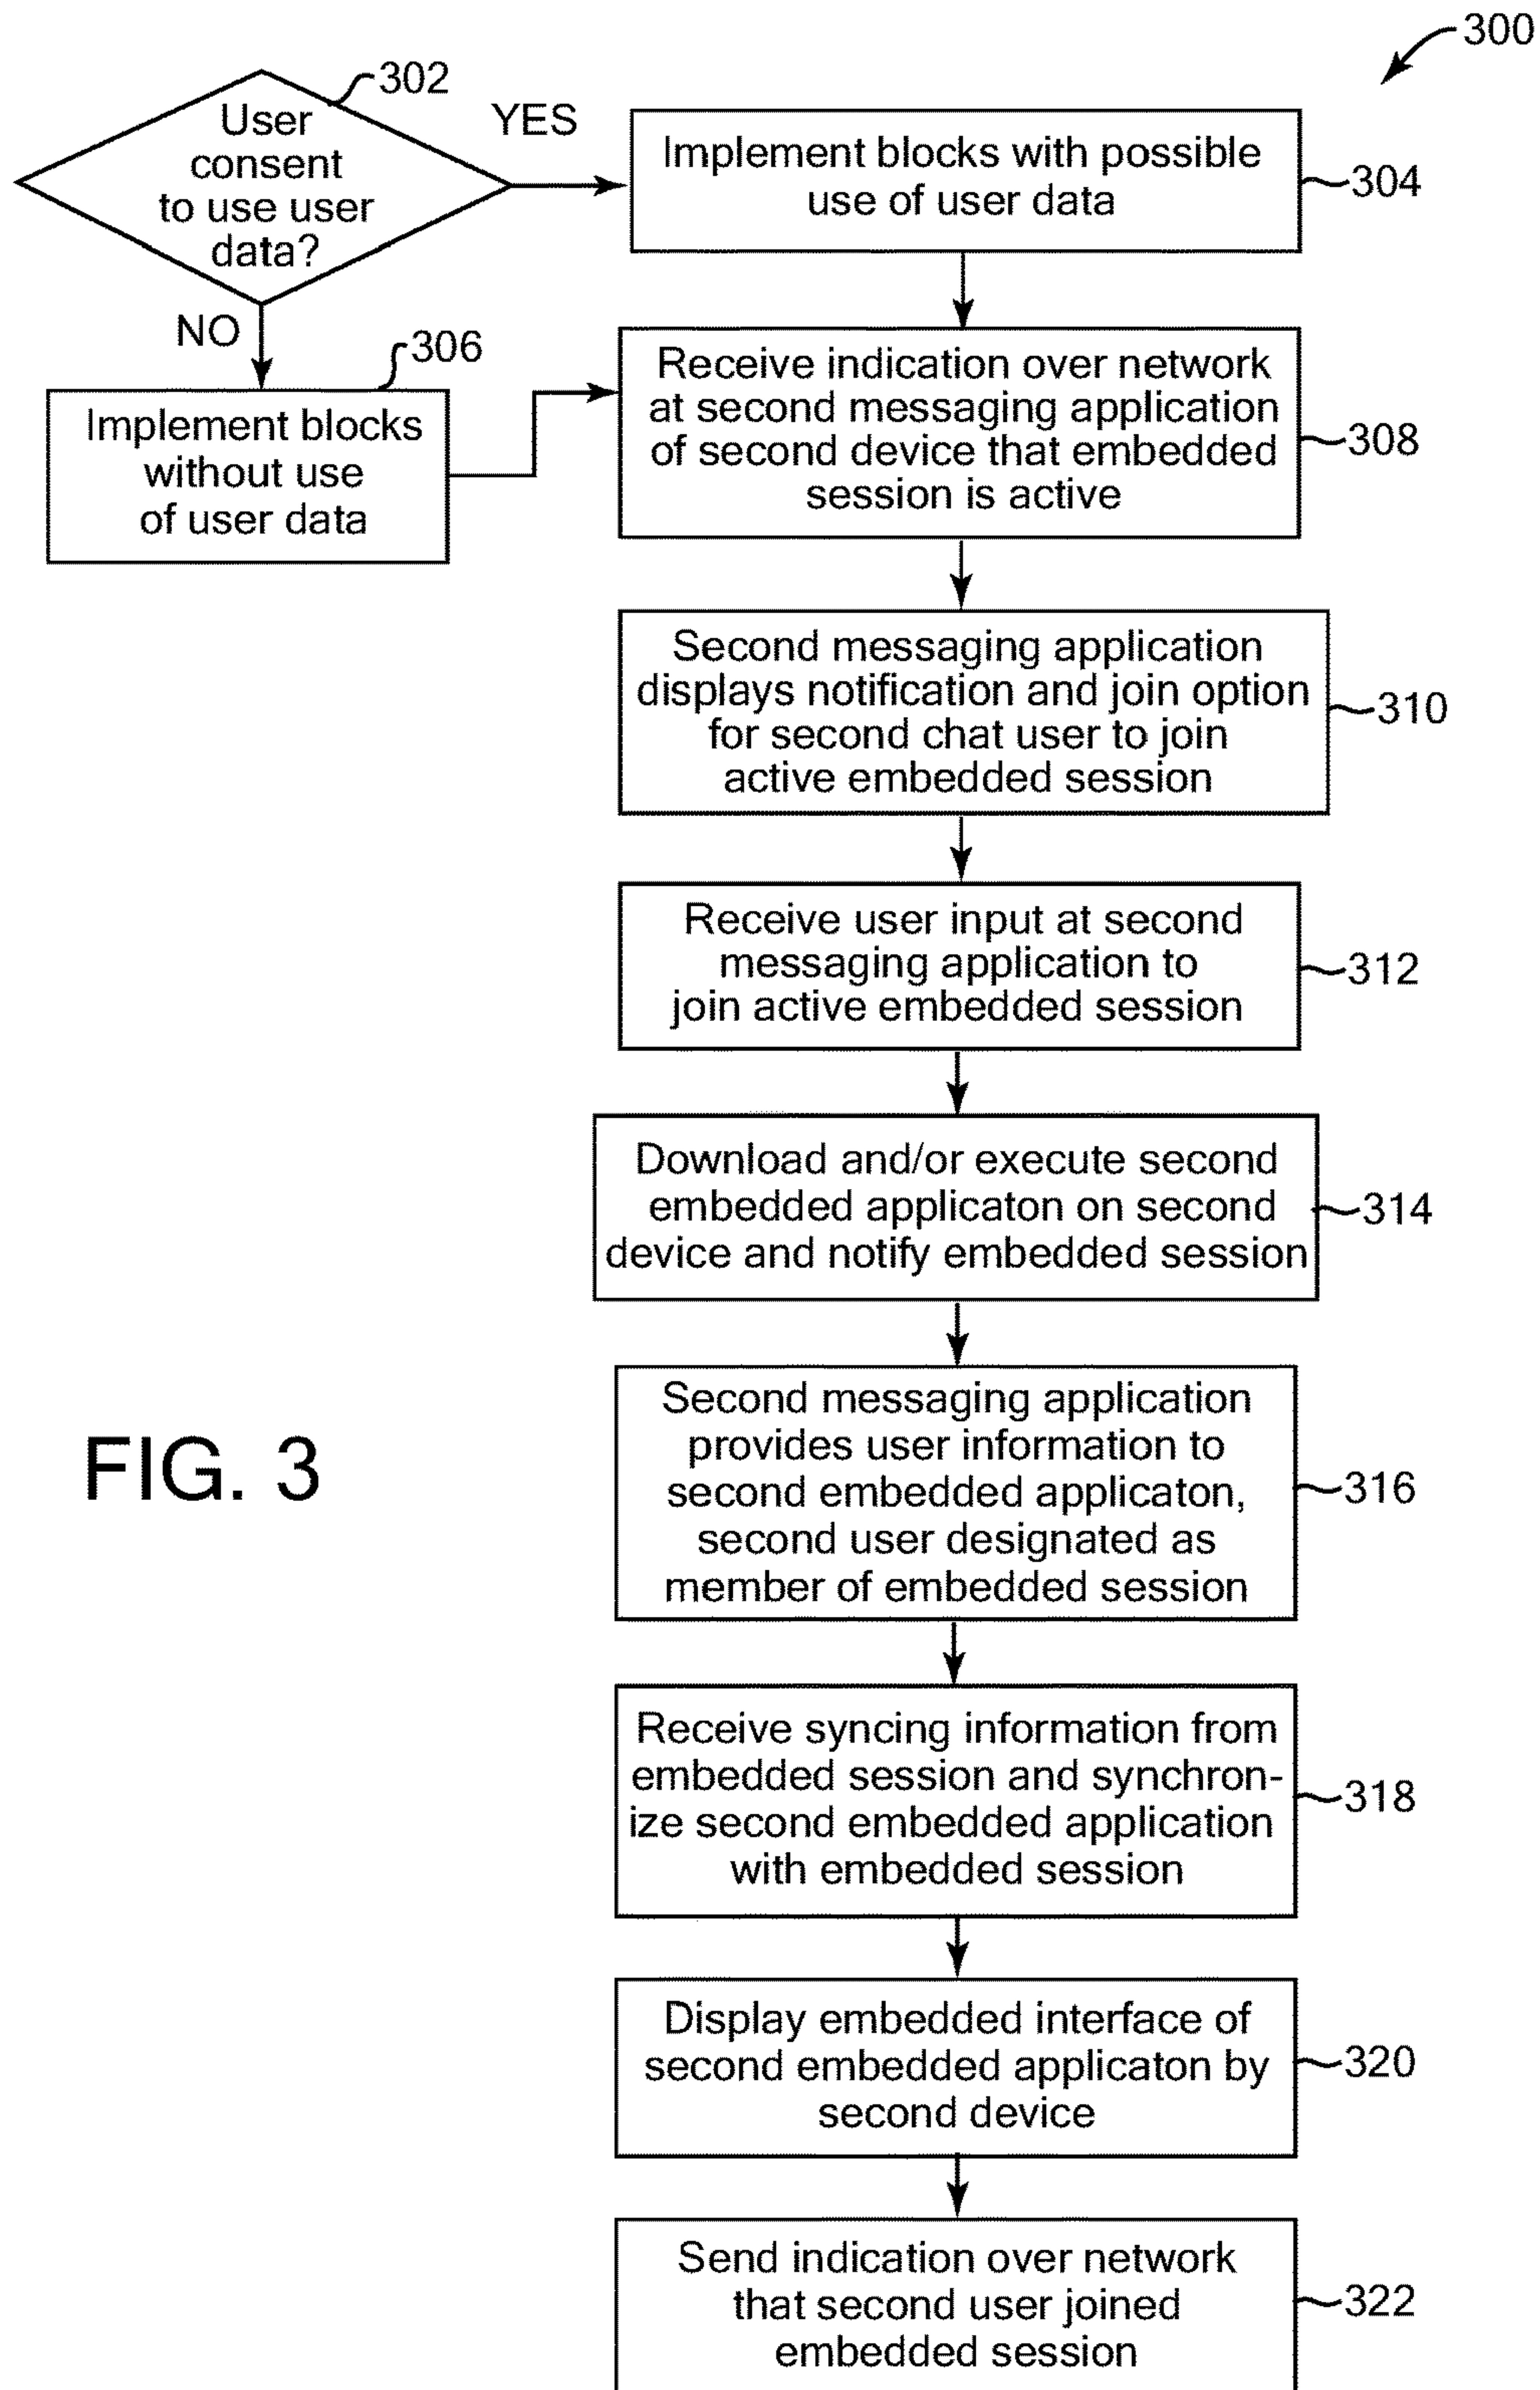 300
302
User
consent
to use user
data?
YES
Implement blocks with possible
use of user data
304
NO
306
Implement blocks
without use
of user data
Receive indication over network
at second messaging application
of second device that embedded
session is active
308
Second messaging application
displays notification and join option
for second chat user to join
active embedded session
310
Receive user input at second
messaging application to
join active embedded session
312
Download and/or execute second
embedded applicaton on second
device and notify embedded session
314
Second messaging application
provides user information to
second embedded applicaton,
second user designated as
member of embedded session
316
FIG. 3
Receive syncing information from
embedded session and synchron-
ize second embedded application
with embedded session
318
Display embedded interface of
second embedded applicaton by
second device
320
Send indication over network
that second user joined
embedded session
322